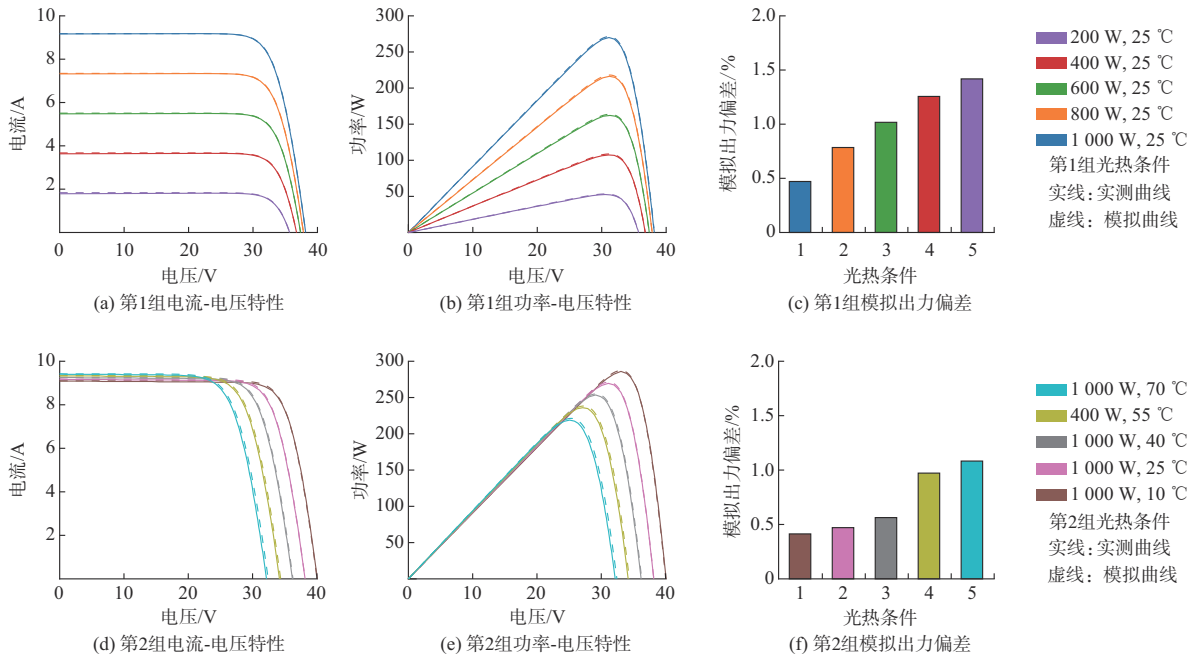 10
8
6
4
2
0
10
20
30
40
电流/A
电压/V
(a) 第1组电流-电压特性
300
250
200
150
100
50
0
10
20
30
40
功率/W
电压/V
(b) 第1组功率-电压特性
2.0
1.5
1.0
0.5
0
1
2
3
4
5
模拟出力偏差/%
光热条件
(c) 第1组模拟出力偏差
200 W, 25 ℃
400 W, 25 ℃
600 W, 25 ℃
800 W, 25 ℃
1 000 W, 25 ℃
第1组光热条件
实线：实测曲线
虚线：模拟曲线
10
8
6
4
2
0
10
20
30
40
电流/A
电压/V
(d) 第2组电流-电压特性
300
250
200
150
100
50
0
10
20
30
40
功率/W
电压/V
(e) 第2组功率-电压特性
2.0
1.5
1.0
0.5
0
1
2
3
4
5
模拟出力偏差/%
光热条件
(f) 第2组模拟出力偏差
1 000 W, 70 ℃
400 W, 55 ℃
1 000 W, 40 ℃
1 000 W, 25 ℃
1 000 W, 10 ℃
第2组光热条件
实线：实测曲线
虚线：模拟曲线